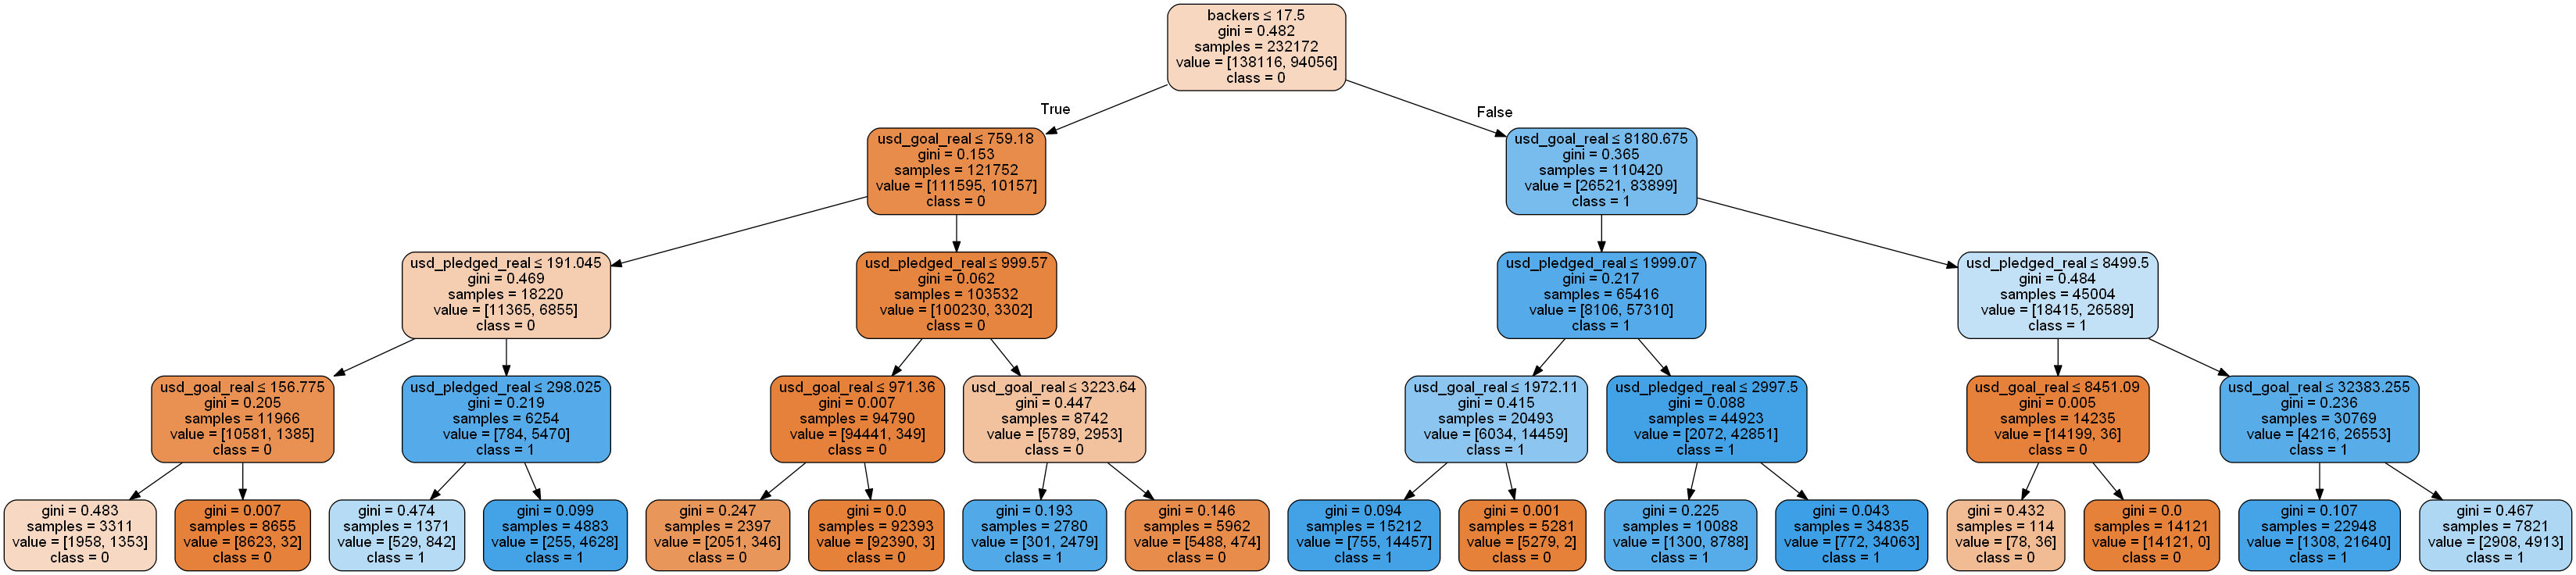 backers ≤ 17.5
gini = 0.482
samples = 232172
value = [138116, 94056]
class = 0
True
False
usd_goal_real ≤ 759.18
gini = 0.153
samples = 121752
value = [111595, 10157]
class = 0
usd_goal_real ≤ 8180.675
gini = 0.365
samples = 110420
value = [26521, 83899]
class = 1
usd_pledged_real ≤ 191.045
gini = 0.469
samples = 18220
value = [11365, 6855]
class = 0
usd_pledged_real ≤ 999.57
gini = 0.062
samples = 103532
value = [100230, 3302]
class = 0
usd_pledged_real ≤ 1999.07
gini = 0.217
samples = 65416
value = [8106, 57310]
class = 1
usd_pledged_real ≤ 8499.5
gini = 0.484
samples = 45004
value = [18415, 26589]
class = 1
usd_goal_real ≤ 156.775
gini = 0.205
samples = 11966
value = [10581, 1385]
class = 0
usd_pledged_real ≤ 298.025
gini = 0.219
samples = 6254
value = [784, 5470]
class = 1
usd_goal_real ≤ 971.36
gini = 0.007
samples = 94790
value = [94441, 349]
class = 0
usd_goal_real ≤ 3223.64
gini = 0.447
samples = 8742
value = [5789, 2953]
class = 0
usd_goal_real ≤ 1972.11
gini = 0.415
samples = 20493
value = [6034, 14459]
class = 1
usd_pledged_real ≤ 2997.5
gini = 0.088
samples = 44923
value = [2072, 42851]
class = 1
usd_goal_real ≤ 8451.09
gini = 0.005
samples = 14235
value = [14199, 36]
class = 0
usd_goal_real ≤ 32383.255
gini = 0.236
samples = 30769
value = [4216, 26553]
class = 1
gini = 0.483
samples = 3311
value = [1958, 1353]
class = 0
gini = 0.007
samples = 8655
value = [8623, 32]
class = 0
gini = 0.474
samples = 1371
value = [529, 842]
class = 1
gini = 0.099
samples = 4883
value = [255, 4628]
class = 1
gini = 0.247
samples = 2397
value = [2051, 346]
class = 0
gini = 0.0
samples = 92393
value = [92390, 3]
class = 0
gini = 0.193
samples = 2780
value = [301, 2479]
class = 1
gini = 0.146
samples = 5962
value = [5488, 474]
class = 0
gini = 0.094
samples = 15212
value = [755, 14457]
class = 1
gini = 0.001
samples = 5281
value = [5279, 2]
class = 0
gini = 0.225
samples = 10088
value = [1300, 8788]
class = 1
gini = 0.043
samples = 34835
value = [772, 34063]
class = 1
gini = 0.432
samples = 114
value = [78, 36]
class = 0
gini = 0.0
samples = 14121
value = [14121, 0]
class = 0
gini = 0.107
samples = 22948
value = [1308, 21640]
class = 1
gini = 0.467
samples = 7821
value = [2908, 4913]
class = 1